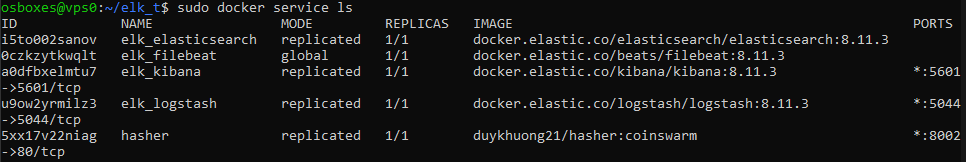 osboxes@vps0:~/elk_t$ sudo docker service ls
ID NAME MODE REPLICAS IMAGE PORTS
i5to002sanov elk_elasticsearch replicated 1/1 docker.elastic.co/elasticsearch/elasticsearch:8.11.3
0czkzytkwqlt elk_filebeat global 1/1 docker.elastic.co/beats/filebeat:8.11.3
a0dfbxelmtu7 elk_kibana replicated 1/1 docker.elastic.co/kibana/kibana:8.11.3 *:5601
->5601/tcp
u9ow2yrmilz3 elk_logstash replicated 1/1 docker.elastic.co/logstash/logstash:8.11.3 *:5044
->5044/tcp
5xx17v22niag hasher replicated 1/1 duykhuong21/hasher:coinswarm *:8002
->80/tcp